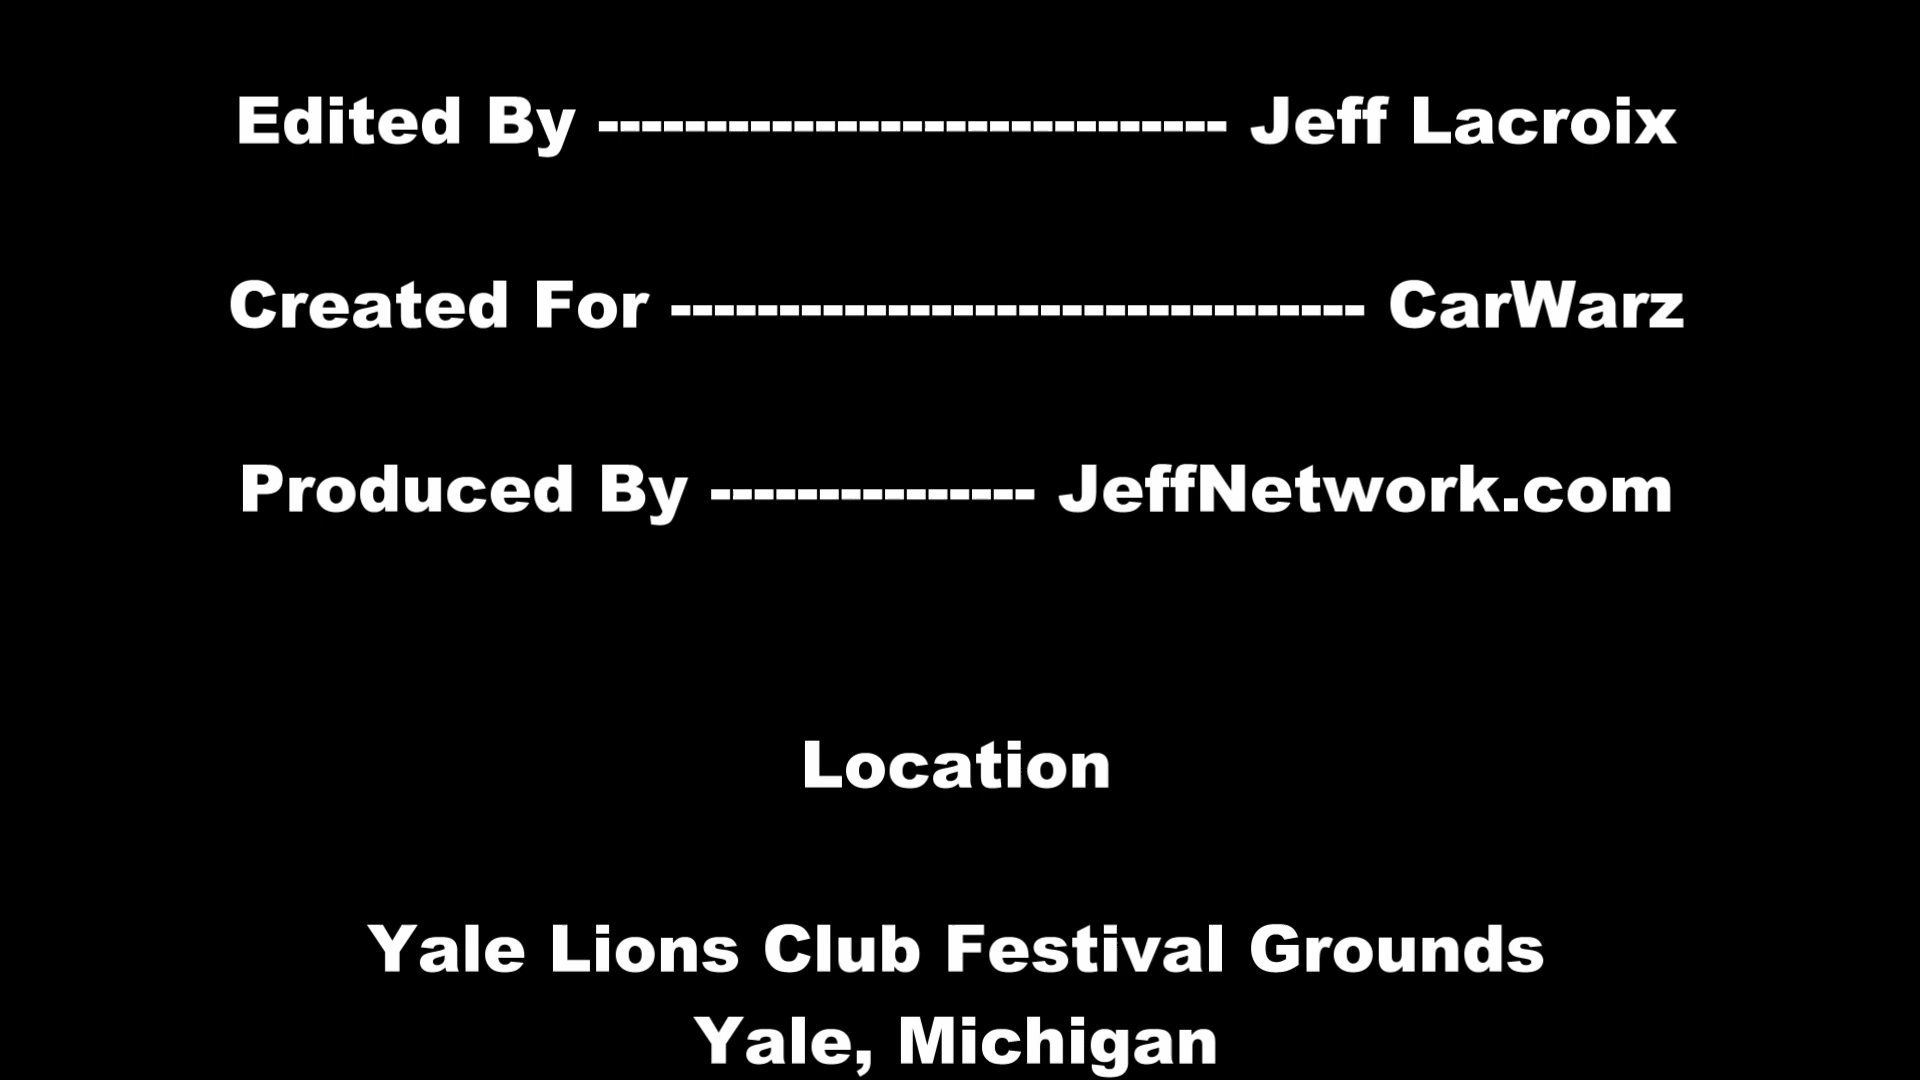 Edited By ----------------------------- Jeff Lacroix
Created For -------------------------------- CarWarz
Produced By --------------- JeffNetwork.com
Location
Yale Lions Club Festival Grounds
Yale, Michigan